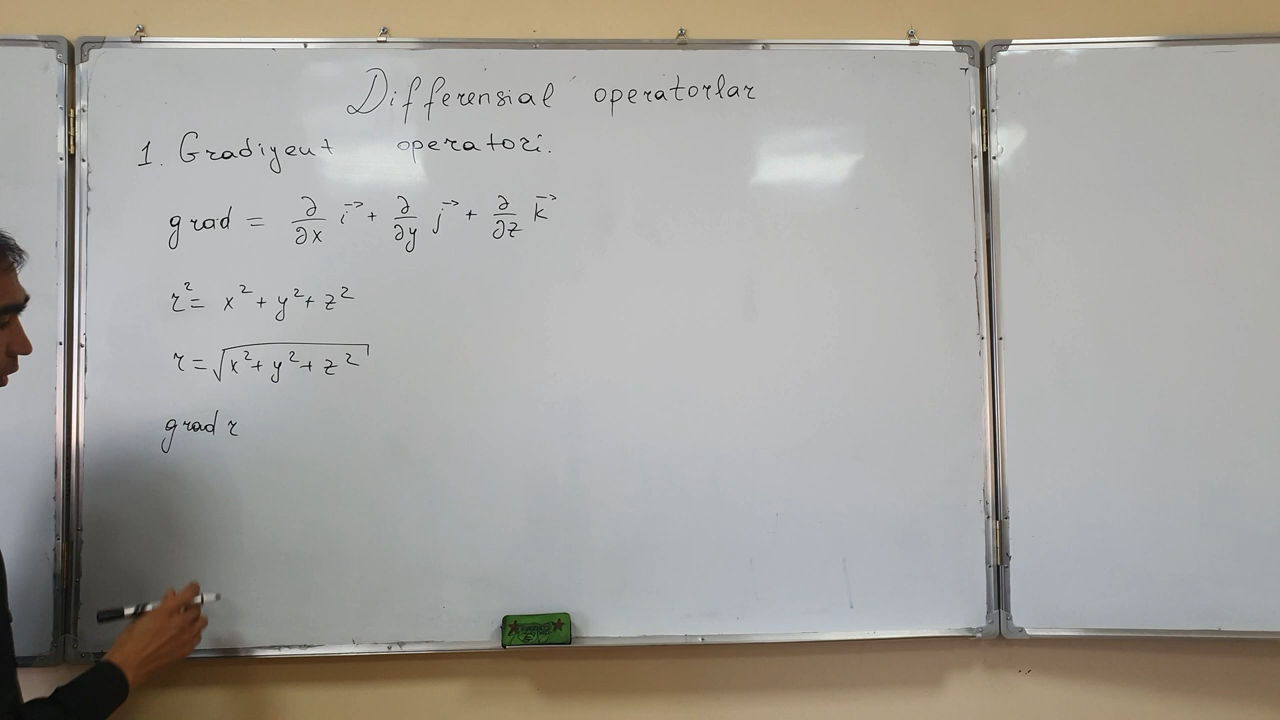 Differensial operatorlar
1. Gradiyent operatori.
grad = ∂/∂x i⃗ + ∂/∂y j⃗ + ∂/∂z k⃗
r² = x² + y² + z²
r = √(x² + y² + z²)
grad r